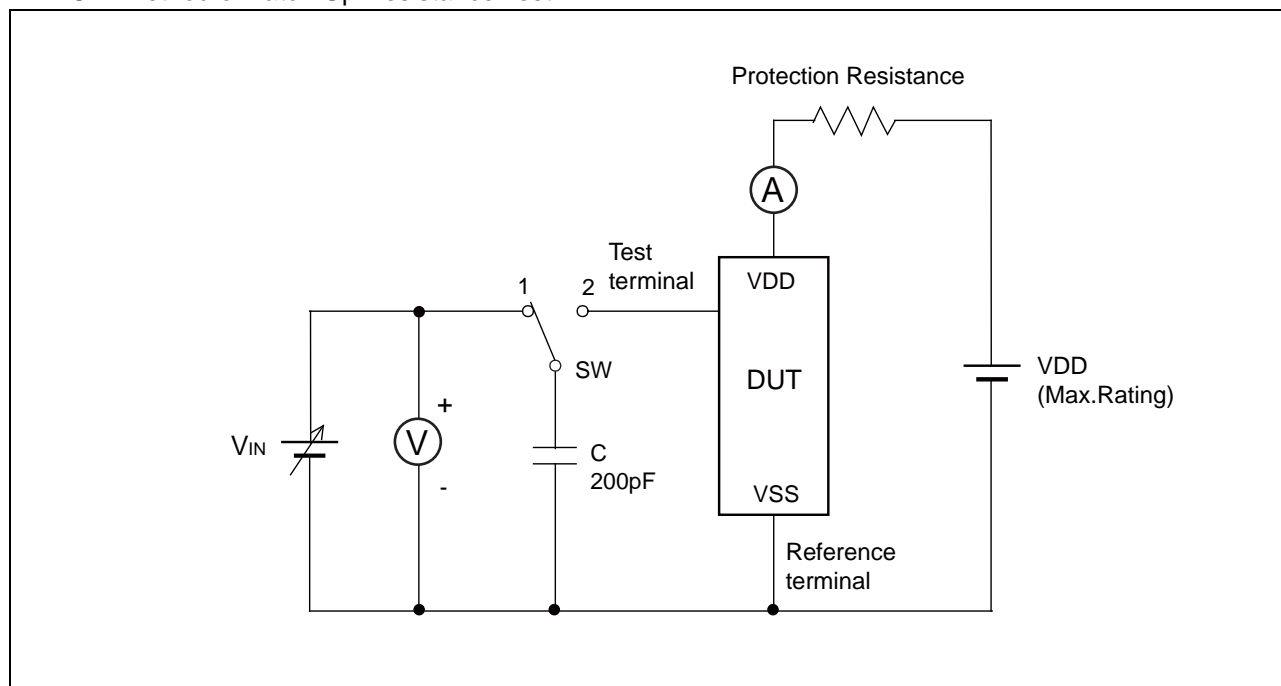 Protection Resistance
A
Test
terminal
VDD
1
2
SW
DUT
VDD
(Max.Rating)
VIN
V
+
-
C
200pF
VSS
Reference
terminal